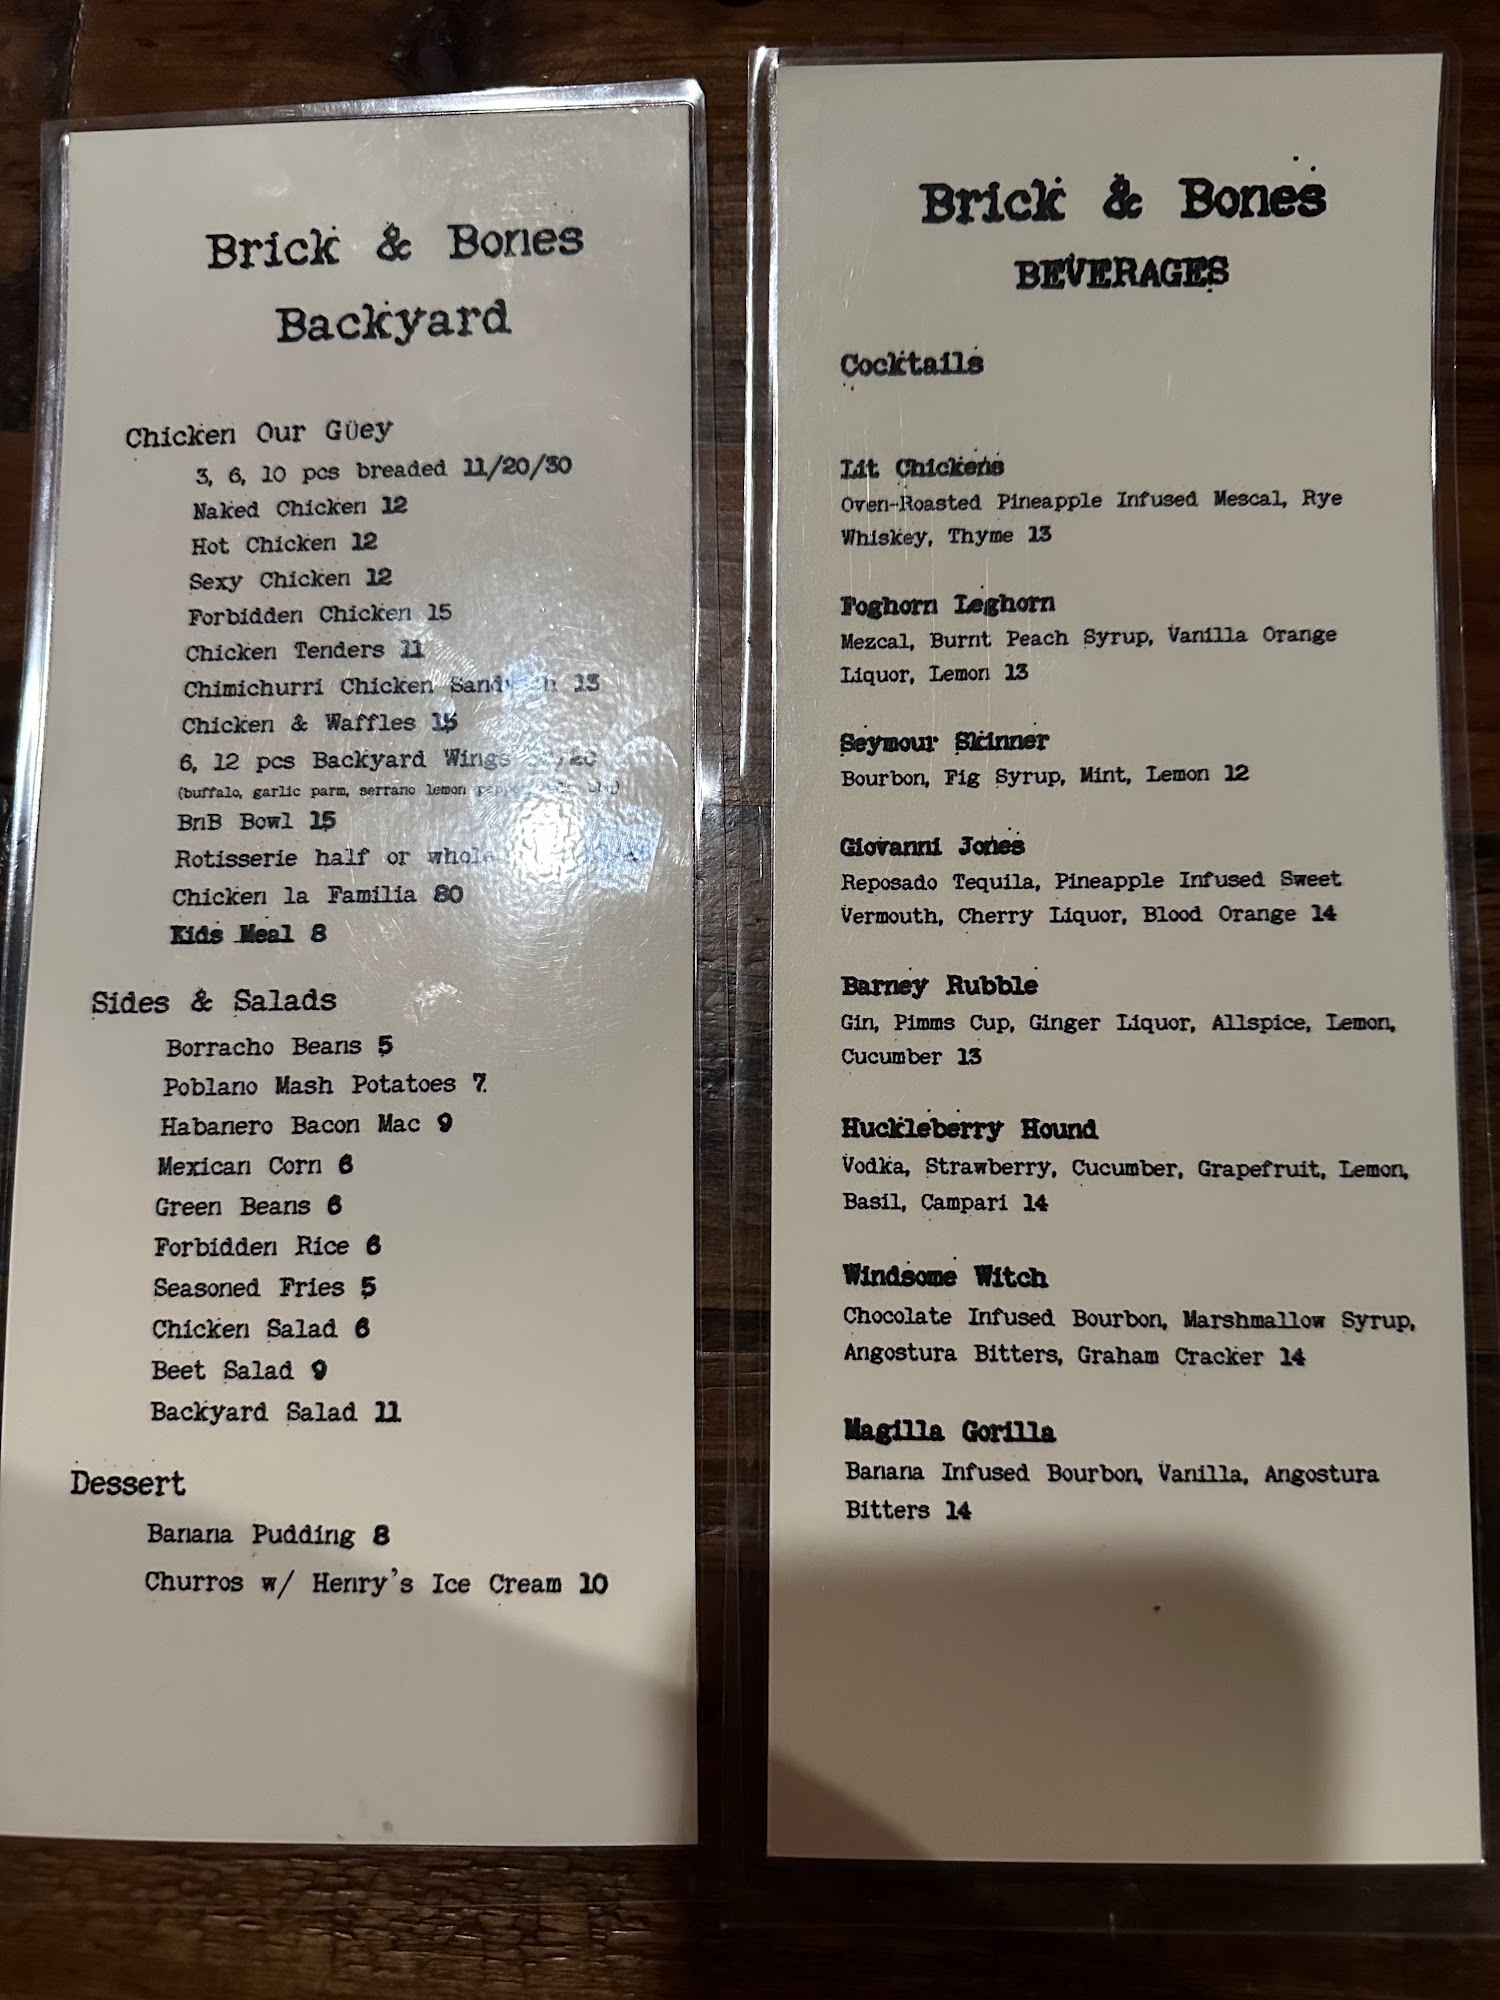 Brick & Bones
Backyard
Chicken Our Güey
3, 6, 10 pcs breaded 11/20/30
Naked Chicken 12
Hot Chicken 12
Sexy Chicken 12
Forbidden Chicken 15
Chicken Tenders 11
Chimichurri Chicken Sandwich 13
Chicken & Waffles 15
6, 12 pcs Backyard Wings
(buffalo, garlic parm, serrano lemon
BnB Bowl 15
Rotisserie half or whole
Chicken la Familia 80
Kids Meal 8
Sides & Salads
Borracho Beans 5
Poblano Mash Potatoes 7
Habanero Bacon Mac 9
Mexican Corn 6
Green Beans 6
Forbidden Rice 6
Seasoned Fries 5
Chicken Salad 6
Beet Salad 9
Backyard Salad 11
Dessert
Banana Pudding 8
Churros w/ Henry's Ice Cream 10
Brick & Bones
BEVERAGES
Cocktails
Lit Chickens
Oven-Roasted Pineapple Infused Mescal, Rye
Whiskey, Thyme 13
Foghorn Leghorn
Mezcal, Burnt Peach Syrup, Vanilla Orange
Liquor, Lemon 13
Seymour Skinner
Bourbon, Fig Syrup, Mint, Lemon 12
Giovanni Jones
Reposado Tequila, Pineapple Infused Sweet
Vermouth, Cherry Liquor, Blood Orange 14
Barney Rubble
Gin, Pimms Cup, Ginger Liquor, Allspice, Lemon,
Cucumber 13
Huckleberry Hound
Vodka, Strawberry, Cucumber, Grapefruit, Lemon,
Basil, Campari 14
Windsome Witch
Chocolate Infused Bourbon, Marshmallow Syrup,
Angostura Bitters, Graham Cracker 14
Magilla Gorilla
Banana Infused Bourbon, Vanilla, Angostura
Bitters 14